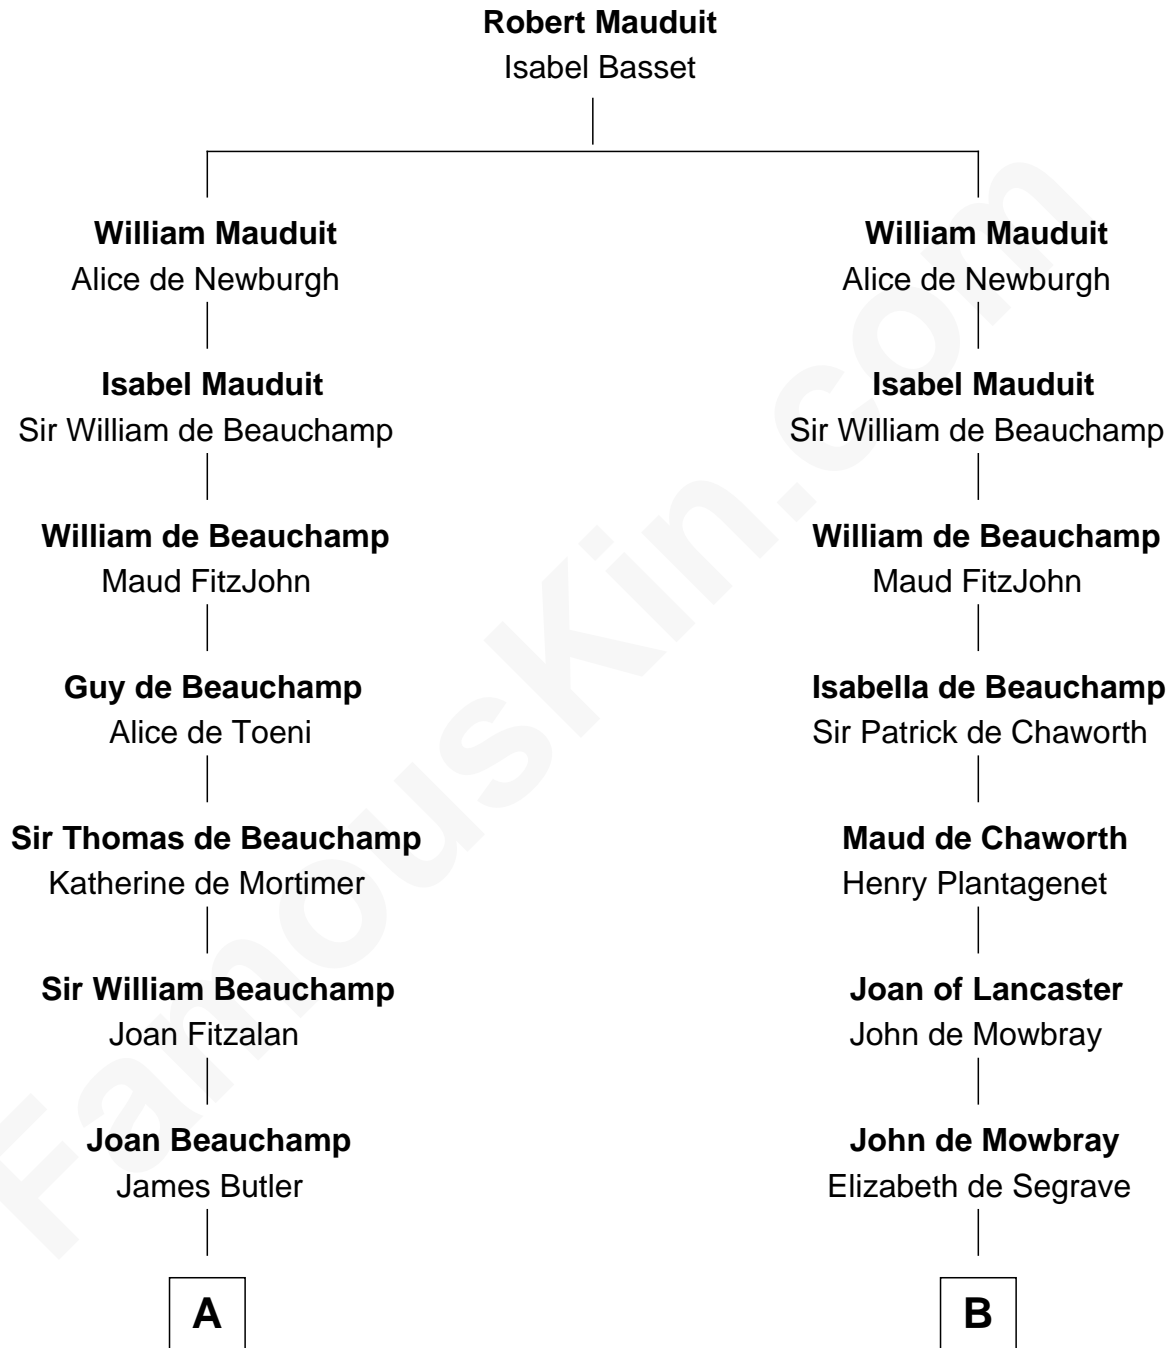 Robert Mauduit
Isabel Basset
William Mauduit
Alice de Newburgh
William Mauduit
Alice de Newburgh
Isabel Mauduit
Sir William de Beauchamp
Isabel Mauduit
Sir William de Beauchamp
William de Beauchamp
Maud FitzJohn
William de Beauchamp
Maud FitzJohn
Guy de Beauchamp
Alice de Toeni
Isabella de Beauchamp
Sir Patrick de Chaworth
Sir Thomas de Beauchamp
Katherine de Mortimer
Maud de Chaworth
Henry Plantagenet
Sir William Beauchamp
Joan Fitzalan
Joan of Lancaster
John de Mowbray
Joan Beauchamp
James Butler
John de Mowbray
Elizabeth de Segrave
A
B
FamousKin.com